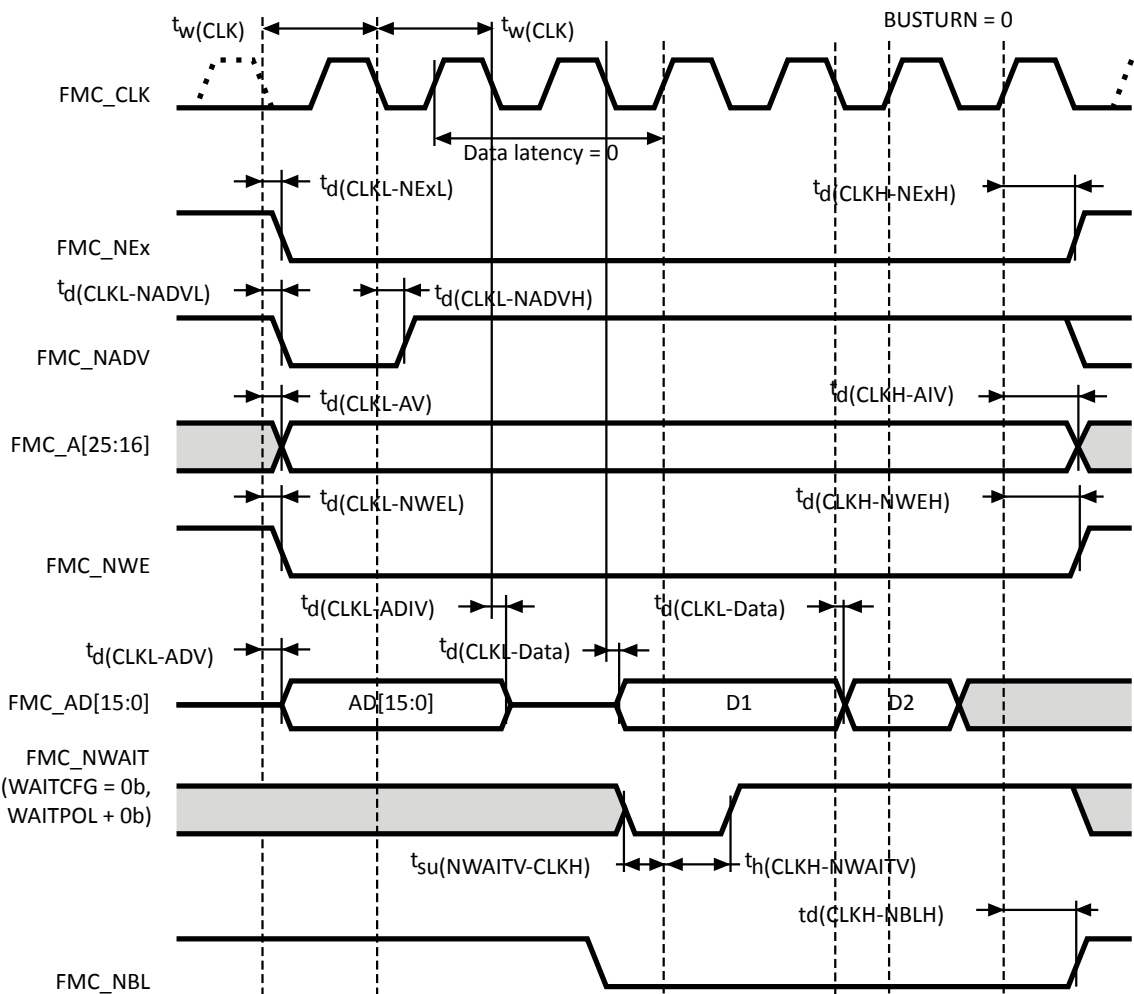 BUSTURN = 0
tw(CLK) tw(CLK)
FMC_CLK
Data latency = 0
td(CLKL-NExL) td(CLKH-NExH)
FMC_NEx
td(CLKL-NADVL) td(CLKL-NADVH)
FMC_NADV
td(CLKL-AV) td(CLKH-AIV)
FMC_A[25:16]
td(CLKL-NWEL) td(CLKH-NWEH)
FMC_NWE
td(CLKL-ADIV) td(CLKL-Data)
td(CLKL-ADV) td(CLKL-Data)
FMC_AD[15:0] AD[15:0] D1 D2
FMC_NWAIT
(WAITCFG = 0b,
WAITPOL + 0b)
tsu(NWAITV-CLKH) th(CLKH-NWAITV)
td(CLKH-NBLH)
FMC_NBL